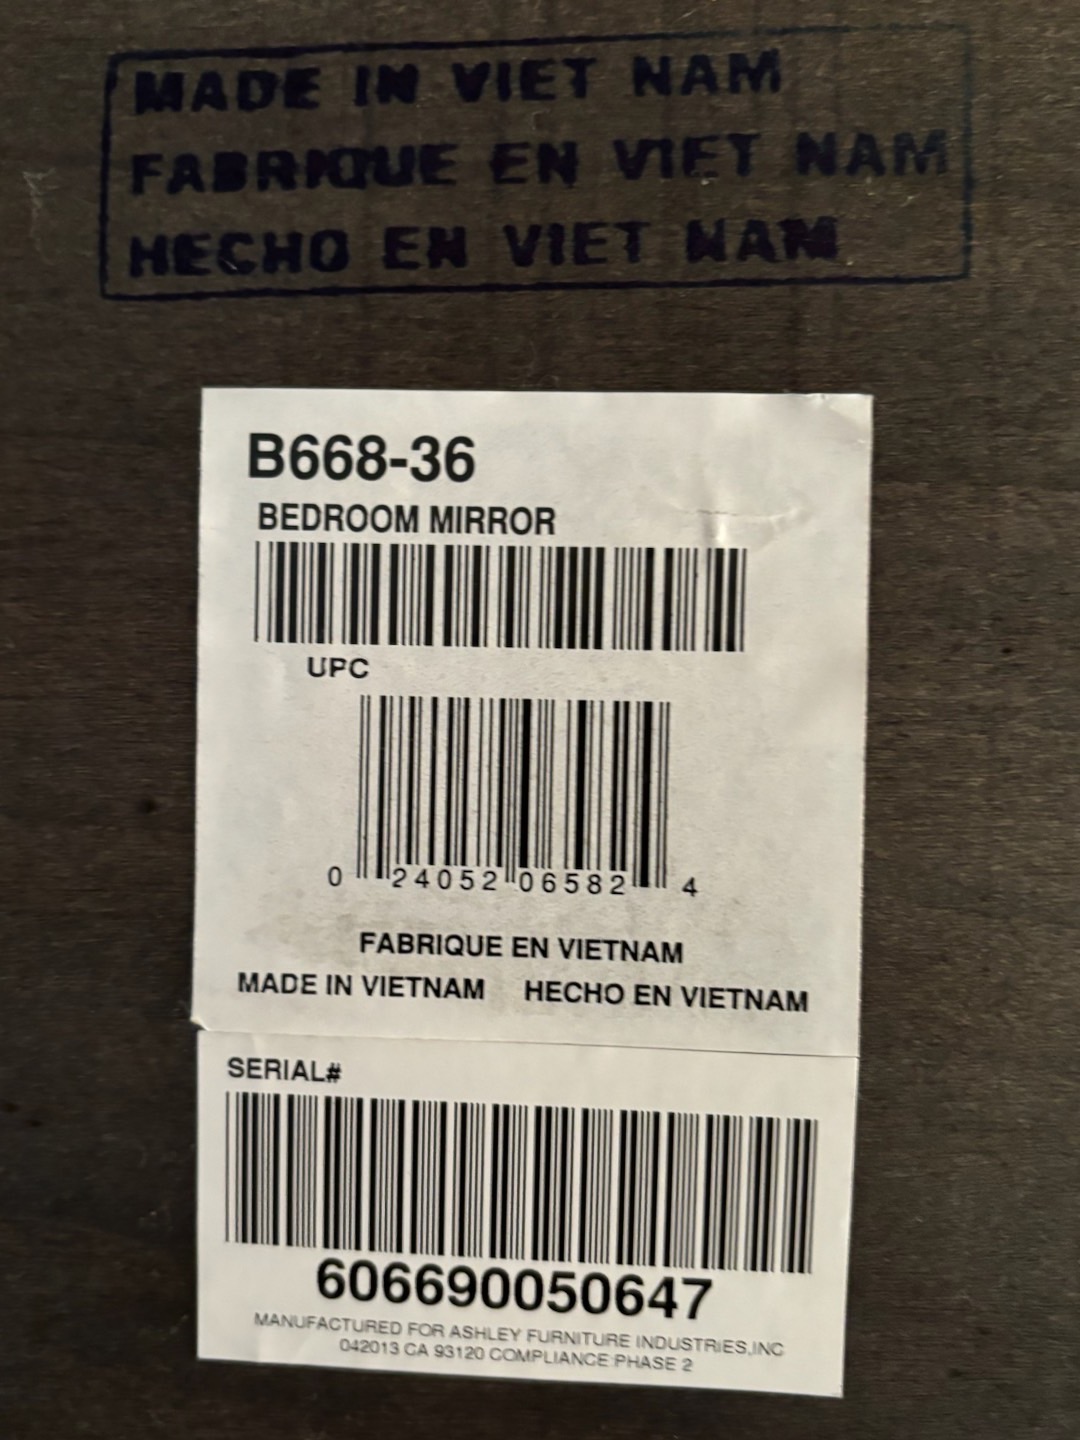 MADE IN VIET NAM
FABRIQUE EN VIET NAM
HECHO EN VIET NAM
B668-36
BEDROOM MIRROR
UPC
0 24052 06582 4
FABRIQUE EN VIETNAM
MADE IN VIETNAM HECHO EN VIETNAM
SERIAL#
606690050647
MANUFACTURED FOR ASHLEY FURNITURE INDUSTRIES,INC
042013 CA 93120 COMPLIANCE:PHASE 2